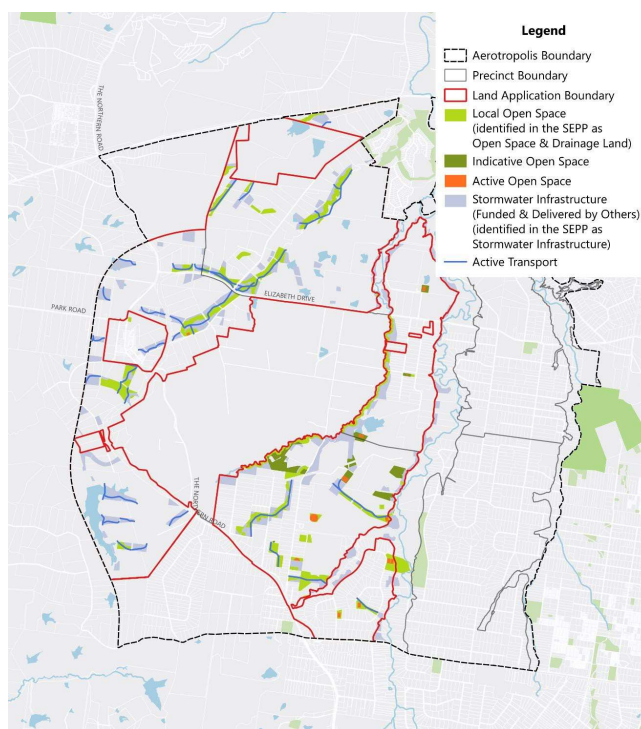 Legend
Aerotropolis Boundary
Precinct Boundary
Land Application Boundary
Local Open Space
(identified in the SEPP as
Open Space & Drainage Land)
Indicative Open Space
Active Open Space
Stormwater Infrastructure
(Funded & Delivered by Others)
(identified in the SEPP as
Stormwater Infrastructure)
Active Transport
THE NORTHERN ROAD
ELIZABETH DRIVE
PARK ROAD
THE NORTHERN ROAD